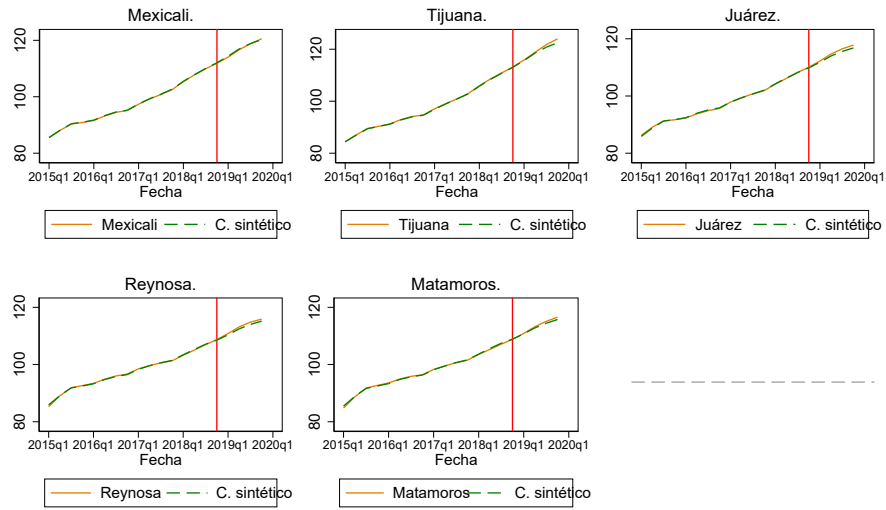 Mexicali.
120
100
80
2015q1 2016q1 2017q1 2018q1 2019q1 2020q1
Fecha
Mexicali C. sintético
Tijuana.
120
100
80
2015q1 2016q1 2017q1 2018q1 2019q1 2020q1
Fecha
Tijuana C. sintético
Juárez.
120
100
80
2015q1 2016q1 2017q1 2018q1 2019q1 2020q1
Fecha
Juárez C. sintético
Reynosa.
120
100
80
2015q1 2016q1 2017q1 2018q1 2019q1 2020q1
Fecha
Reynosa C. sintético
Matamoros.
120
100
80
2015q1 2016q1 2017q1 2018q1 2019q1 2020q1
Fecha
Matamoros C. sintético